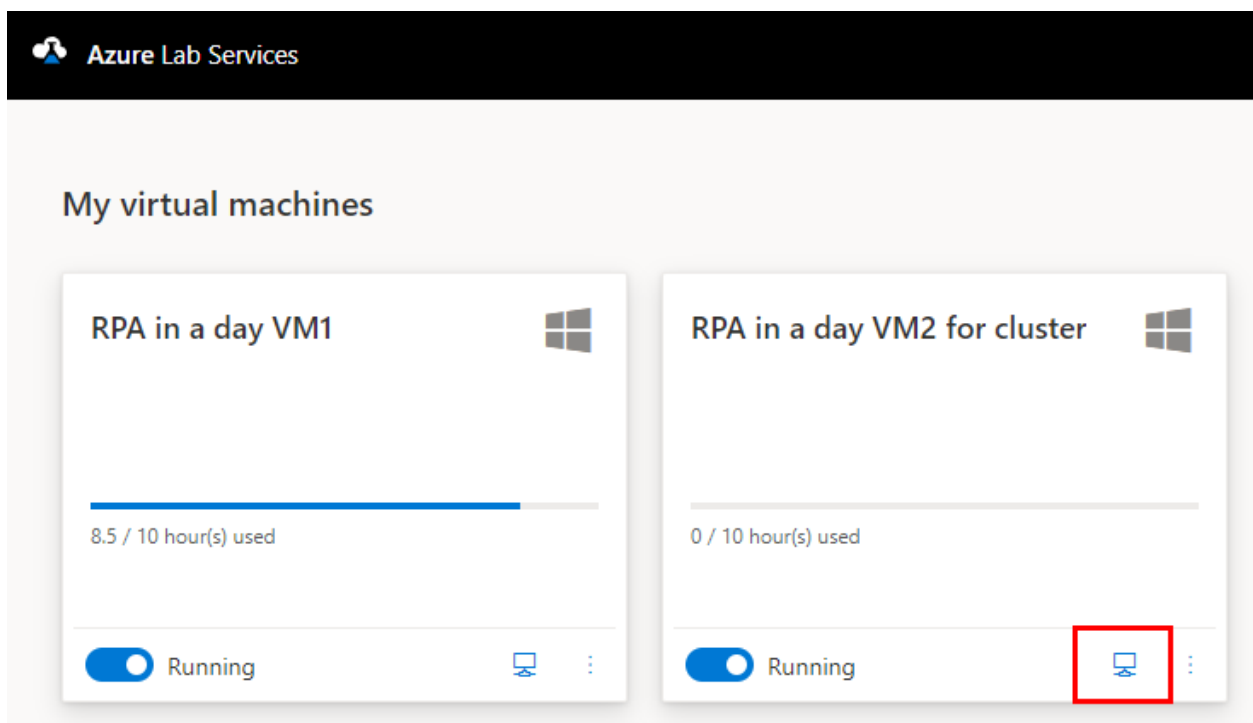 Azure Lab Services
My virtual machines
RPA in a day VM1
8.5 / 10 hour(s) used
Running
RPA in a day VM2 for cluster
0 / 10 hour(s) used
Running